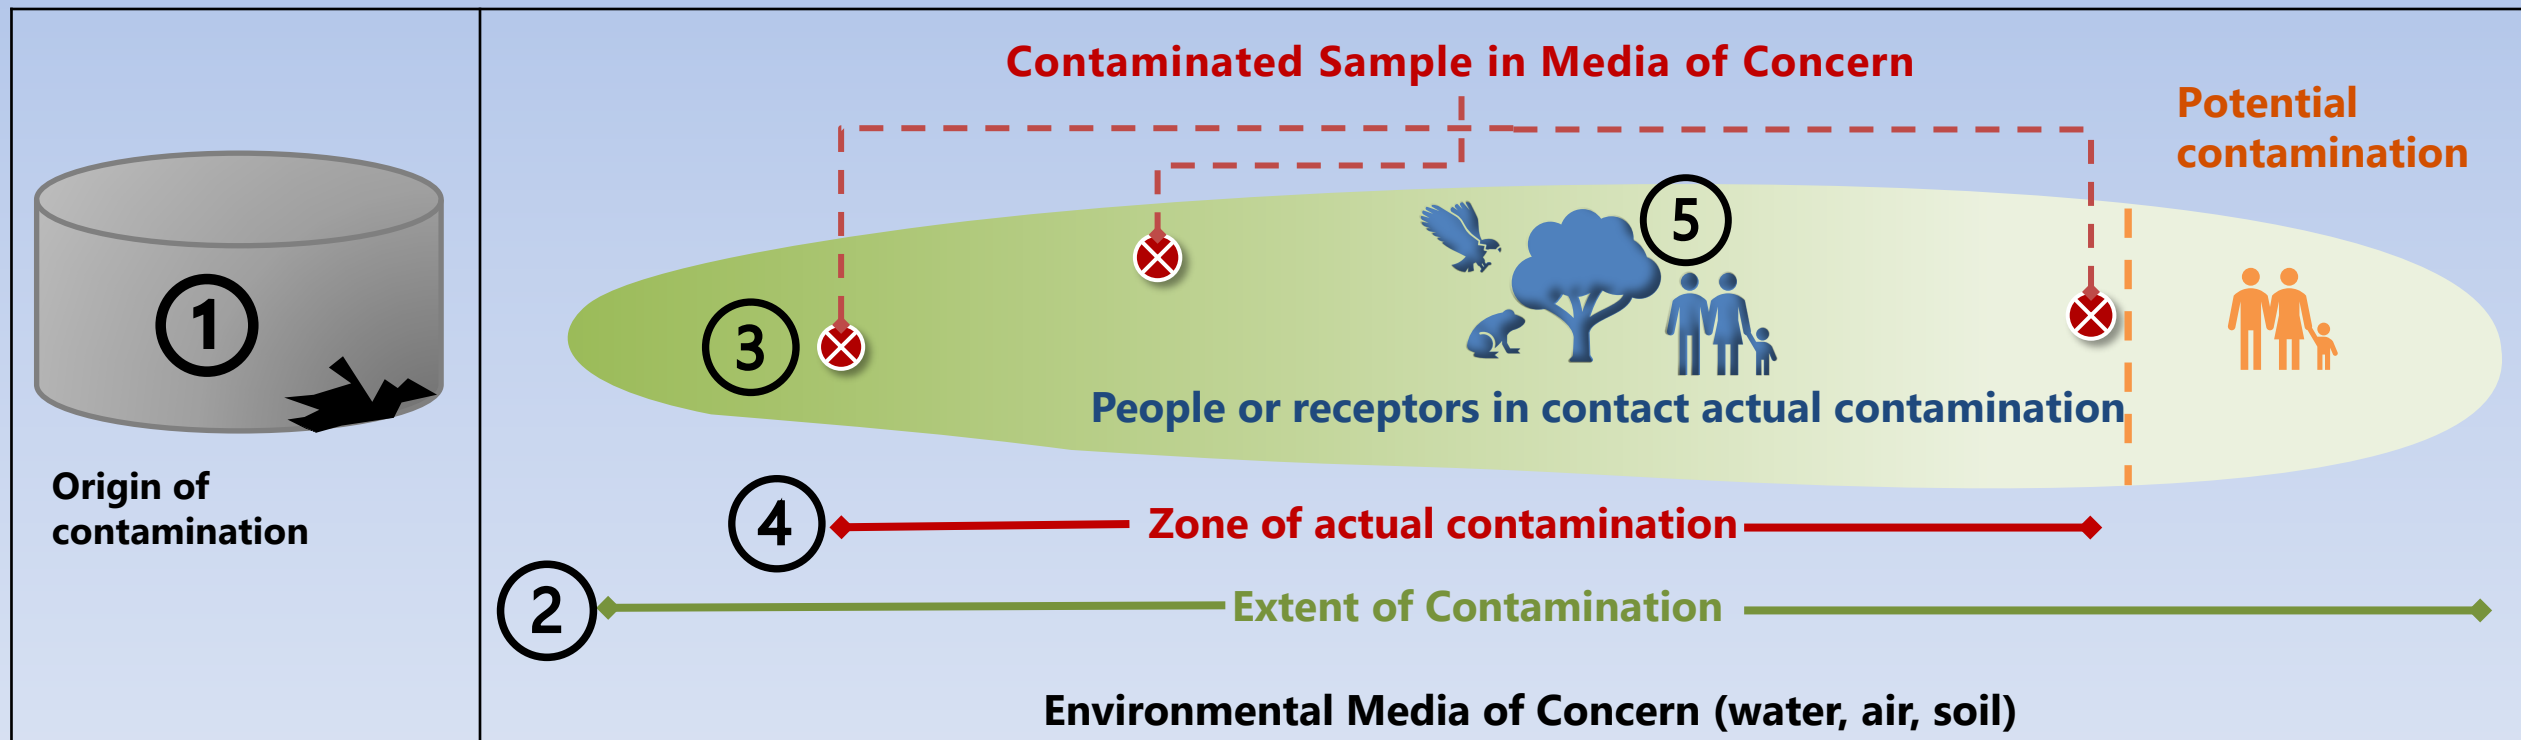 Contaminated Sample in Media of Concern
Potential
contamination
1
5
3
People or receptors in contact actual contamination
Origin of
contamination
4
Zone of actual contamination
2
Extent of Contamination
Environmental Media of Concern (water, air, soil)